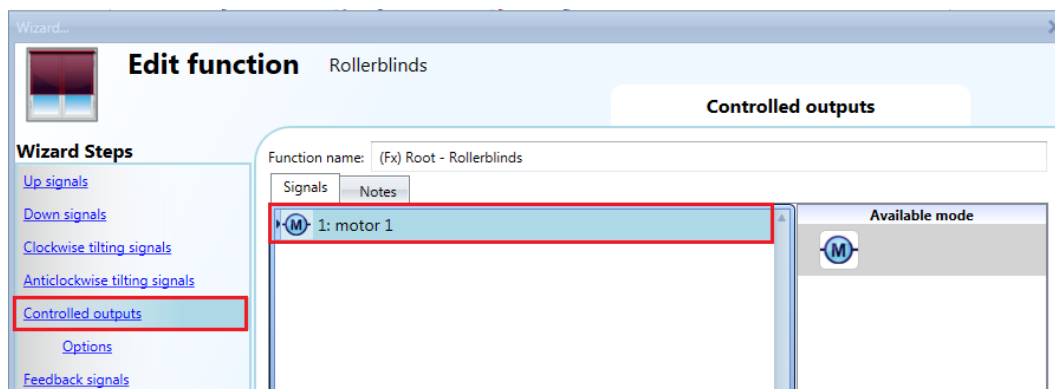 Wizard...
Edit function Rollerblinds
Controlled outputs
Wizard Steps
Up signals
Down signals
Clockwise tilting signals
Anticlockwise tilting signals
Controlled outputs
Options
Feedback signals
Function name: (Fx) Root - Rollerblinds
Signals Notes
M 1: motor 1
Available mode
M